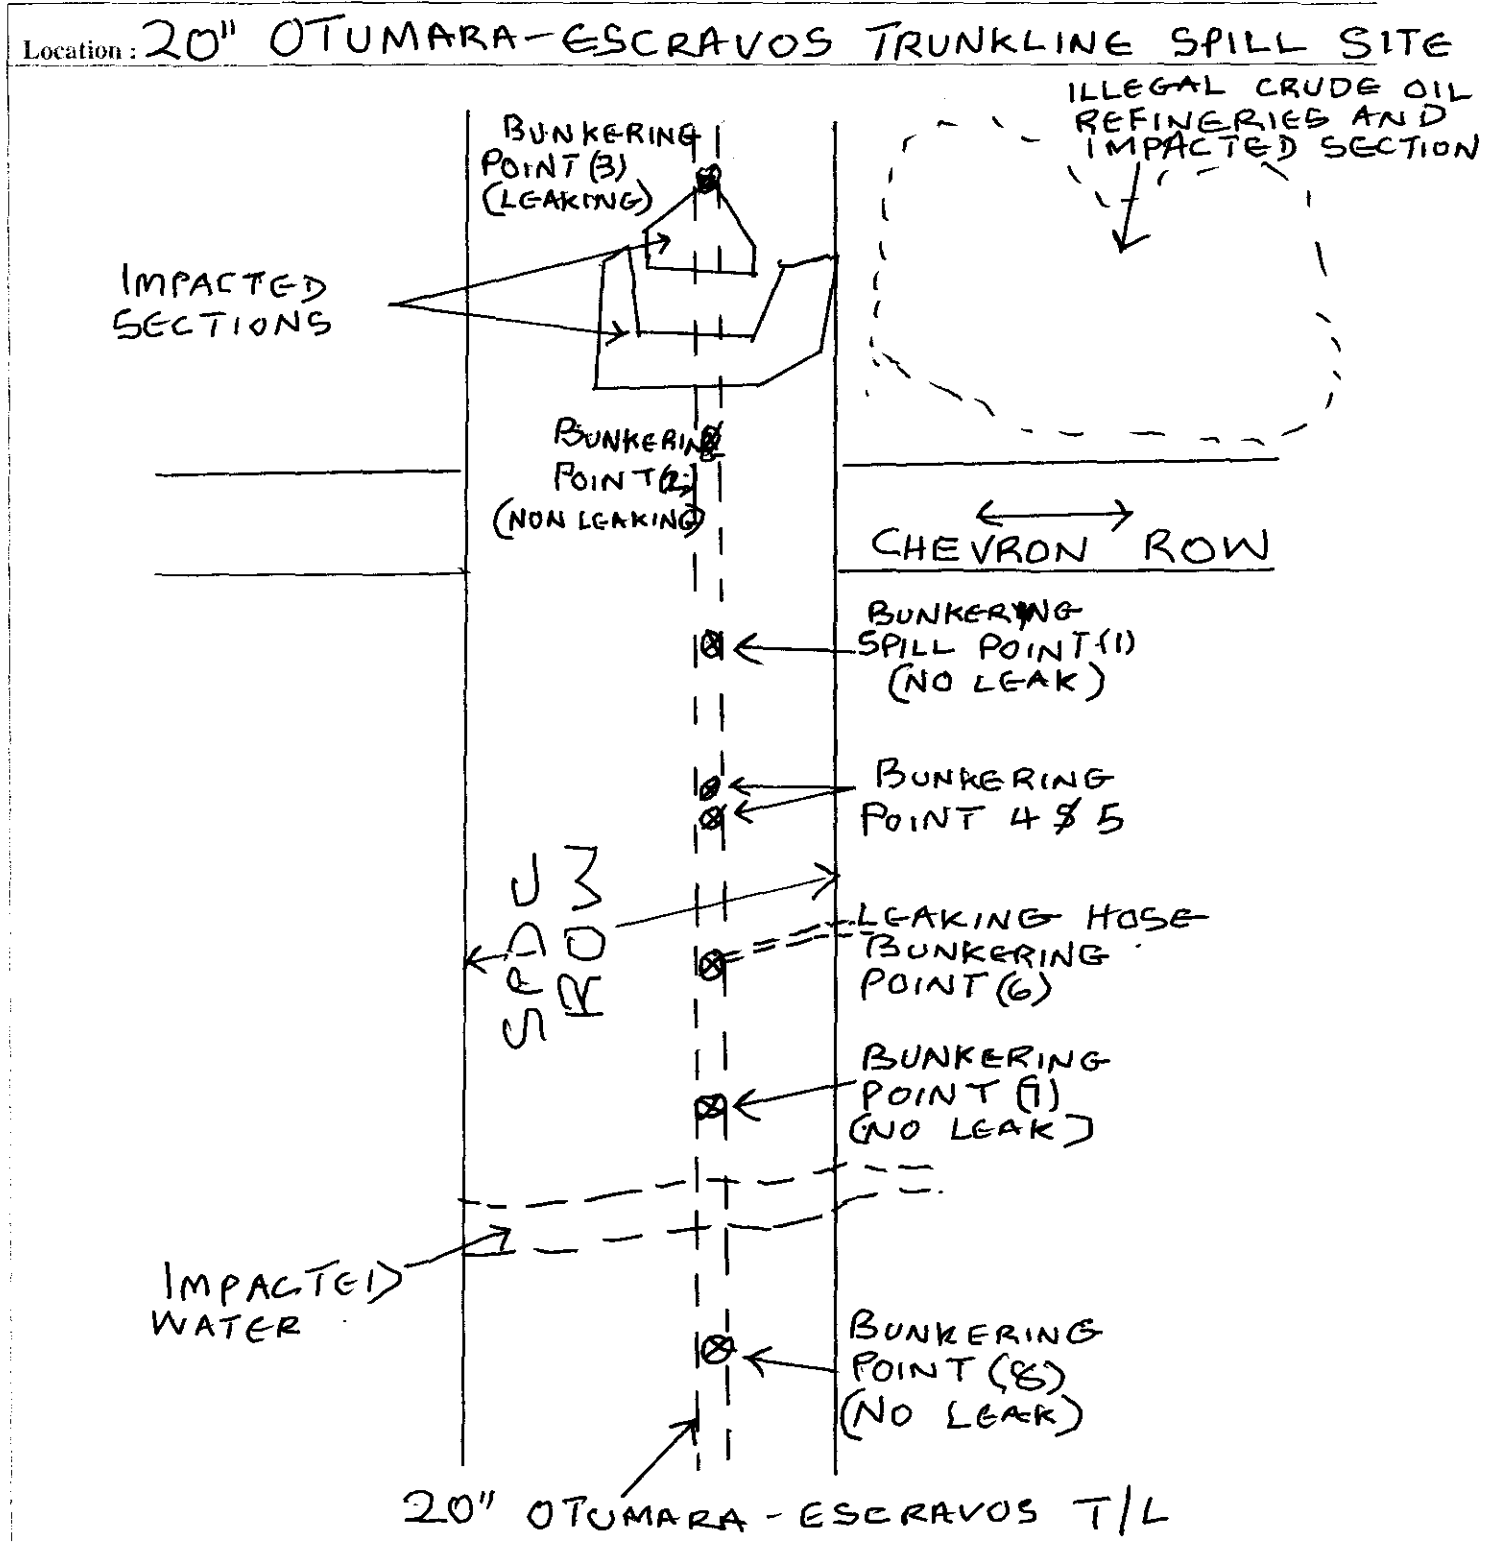 Location : 20" OTUMARA-ESCRAVOS TRUNKLINE SPILL SITE
ILLEGAL CRUDE OIL
REFINERIES AND
IMPACTED SECTION
BUNKERING
POINT (3)
(LEAKING)
IMPACTED
SECTIONS
BUNKERING
POINT (2)
(NON LEAKING)
CHEVRON ROW
BUNKERING
SPILL POINT (1)
(NO LEAK)
BUNKERING
POINT 4 & 5
SPDC
ROW
LEAKING HOSE
BUNKERING
POINT (6)
BUNKERING
POINT (7)
(NO LEAK)
IMPACTED
WATER
BUNKERING
POINT (8)
(NO LEAK)
20" OTUMARA - ESCRAVOS T/L